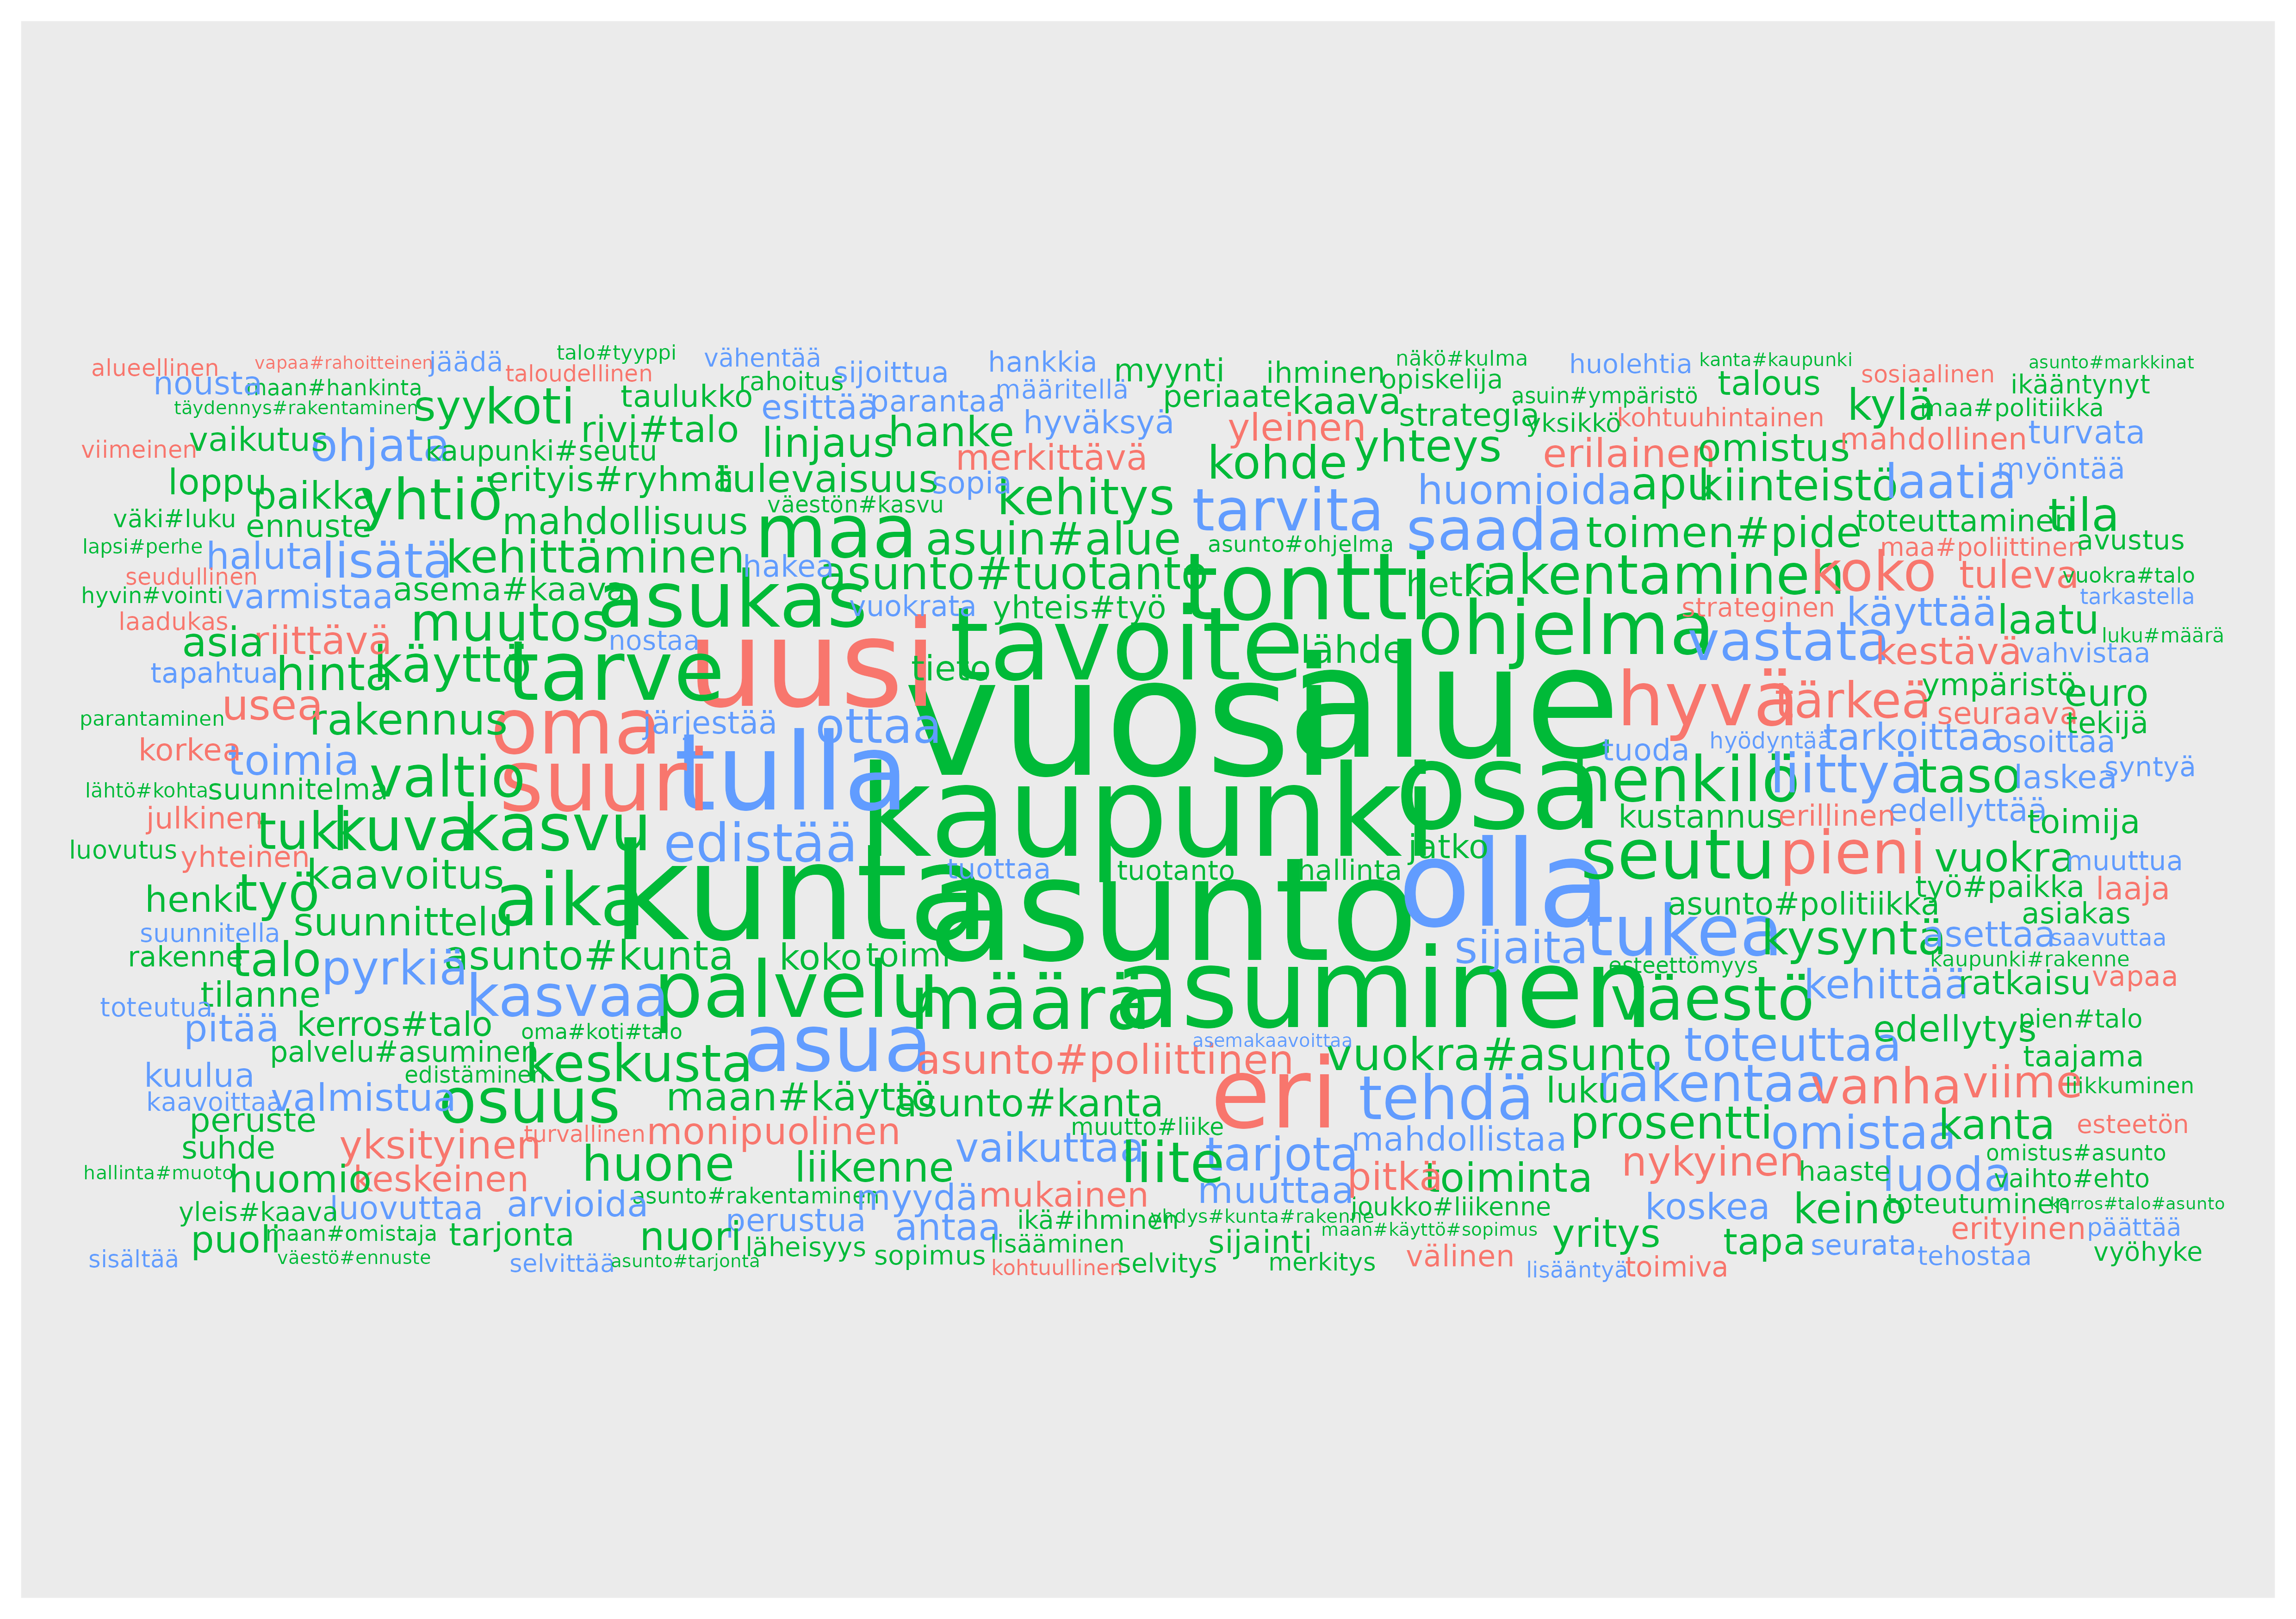 alueellinen vapaa#rahoitteinen jäädä talo#tyyppi vähentää hankkia myynti ihminen näkö#kulma huolehtia kanta#kaupunki sosiaalinen asunto#markkinat
nousta maan#hankinta taloudellinen rahoitus sijoittua määritellä periaate opiskelija asuin#ympäristö talous ikääntynyt
täydennys#rakentaminen syy koti taulukko esittää parantaa kaava strategia yksikkö kohtuuhintainen kylä maa#politiikka
viimeinen vaikutus ohjata kaupunki#seutu rivi#talo linjaus hanke hyväksyä yleinen yhteys erilainen omistus mahdollinen turvata
loppu paikka yhtiö erityis#ryhmä tulevaisuus sopia merkittävä kehitys kohde huomioida apu kiinteistö laatia myöntää
väki#luku ennuste mahdollisuus väestön#kasvu maa asuin#alue tarvita saada toimen#pide toteuttaminen tila
lapsi#perhe haluta lisätä kehittäminen hakea asunto#tuotanto asunto#ohjelma maa#poliittinen avustus
seudullinen hyvin#vointi varmistaa asema#kaava asukas vuokrata yhteis#työ tontti hetki rakentaminen koko tuleva vuokra#talo tarkastella
laadukas asia riittävä muutos nostaa uusi tavoite lähde ohjelma strateginen käyttää laatu luku#määrä
tapahtua hinta käyttö tarve tieto vastata kestävä vahvistaa
parantaminen usea rakennus oma järjestää ottaa vuosi alue hyvä tärkeä ympäristö seuraava euro tekijä
korkea toimia valtio suuri tulla kaupunki osa tuoda hyödyntää tarkoittaa osoittaa
lähtö#kohta suunnitelma henkilö liittyä taso laskea syntyä
julkinen tuki kuva kasvu edistää jatko kustannus erillinen edellyttää toimija
luovutus yhteinen kaavoitus kunta tuottaa tuotanto hallinta asunto olla seutu pieni vuokra muuttua
henki työ suunnittelu aika asunto#politiikka työ#paikka laaja
suunnitella asiakas
rakenne talo pyrkiä asunto#kunta koko toimi sijaita tukea kysyntä asettaa saavuttaa
toteutua tilanne kasvaa palvelu määrä asuminen esteettömyys väestö kehittää kaupunki#rakenne ratkaisu vapaa
pitää kerros#talo oma#koti#talo asua asemakaavoittaa toteuttaa edellytys pien#talo
palvelu#asuminen keskusta asunto#poliittinen vuokra#asunto taajama
kuulua edistäminen eri tehdä luku rakentaa vanha viime liikkuminen
kaavoittaa valmistua osuus maan#käyttö asunto#kanta
peruste yksityinen turvallinen monipuolinen muutto#liike mahdollistaa prosentti omistaa kanta esteetön
suhde vaikuttaa tarjota
hallinta#muoto huomio keskeinen huone liikenne liite pitkä toiminta nykyinen haaste luoda omistus#asunto vaihto#ehto
yleis#kaava luovuttaa arvioida asunto#rakentaminen myydä mukainen muuttaa joukko#liikenne koskea keino toteutuminen kerros#talo#asunto
puoli maan#omistaja tarjonta nuori perustua antaa ikä#ihminen yhdys#kunta#rakenne maan#käyttö#sopimus yritys tapa erityinen päättää
sisältää väestö#ennuste selvittää asunto#tarjonta läheisyys sopimus lisääminen sijainti välinen seurata tehostaa vyöhyke
kohtuullinen selvitys merkitys lisääntyä toimiva